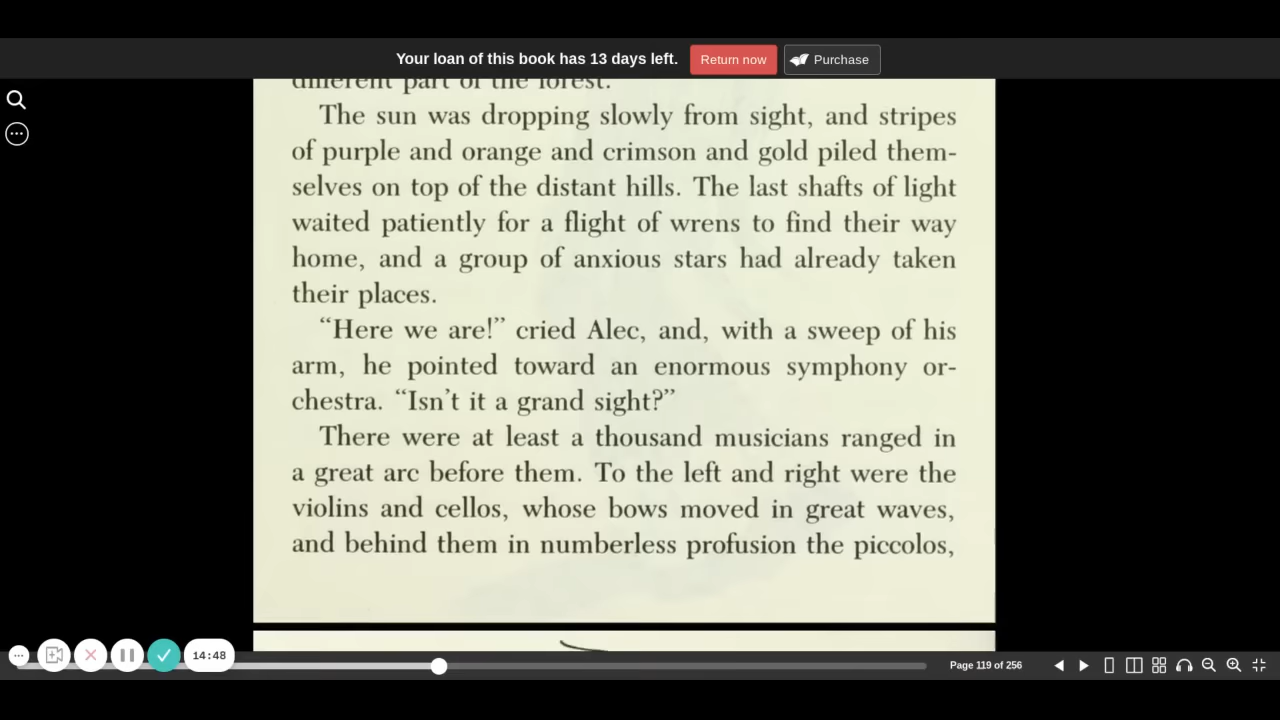 Your loan of this book has 13 days left. Return now Purchase
different part of the forest.
The sun was dropping slowly from sight, and stripes
of purple and orange and crimson and gold piled them-
selves on top of the distant hills. The last shafts of light
waited patiently for a flight of wrens to find their way
home, and a group of anxious stars had already taken
their places.
“Here we are!” cried Alec, and, with a sweep of his
arm, he pointed toward an enormous symphony or-
chestra. “Isn’t it a grand sight?”
There were at least a thousand musicians ranged in
a great arc before them. To the left and right were the
violins and cellos, whose bows moved in great waves,
and behind them in numberless profusion the piccolos,
14:48
Page 119 of 256